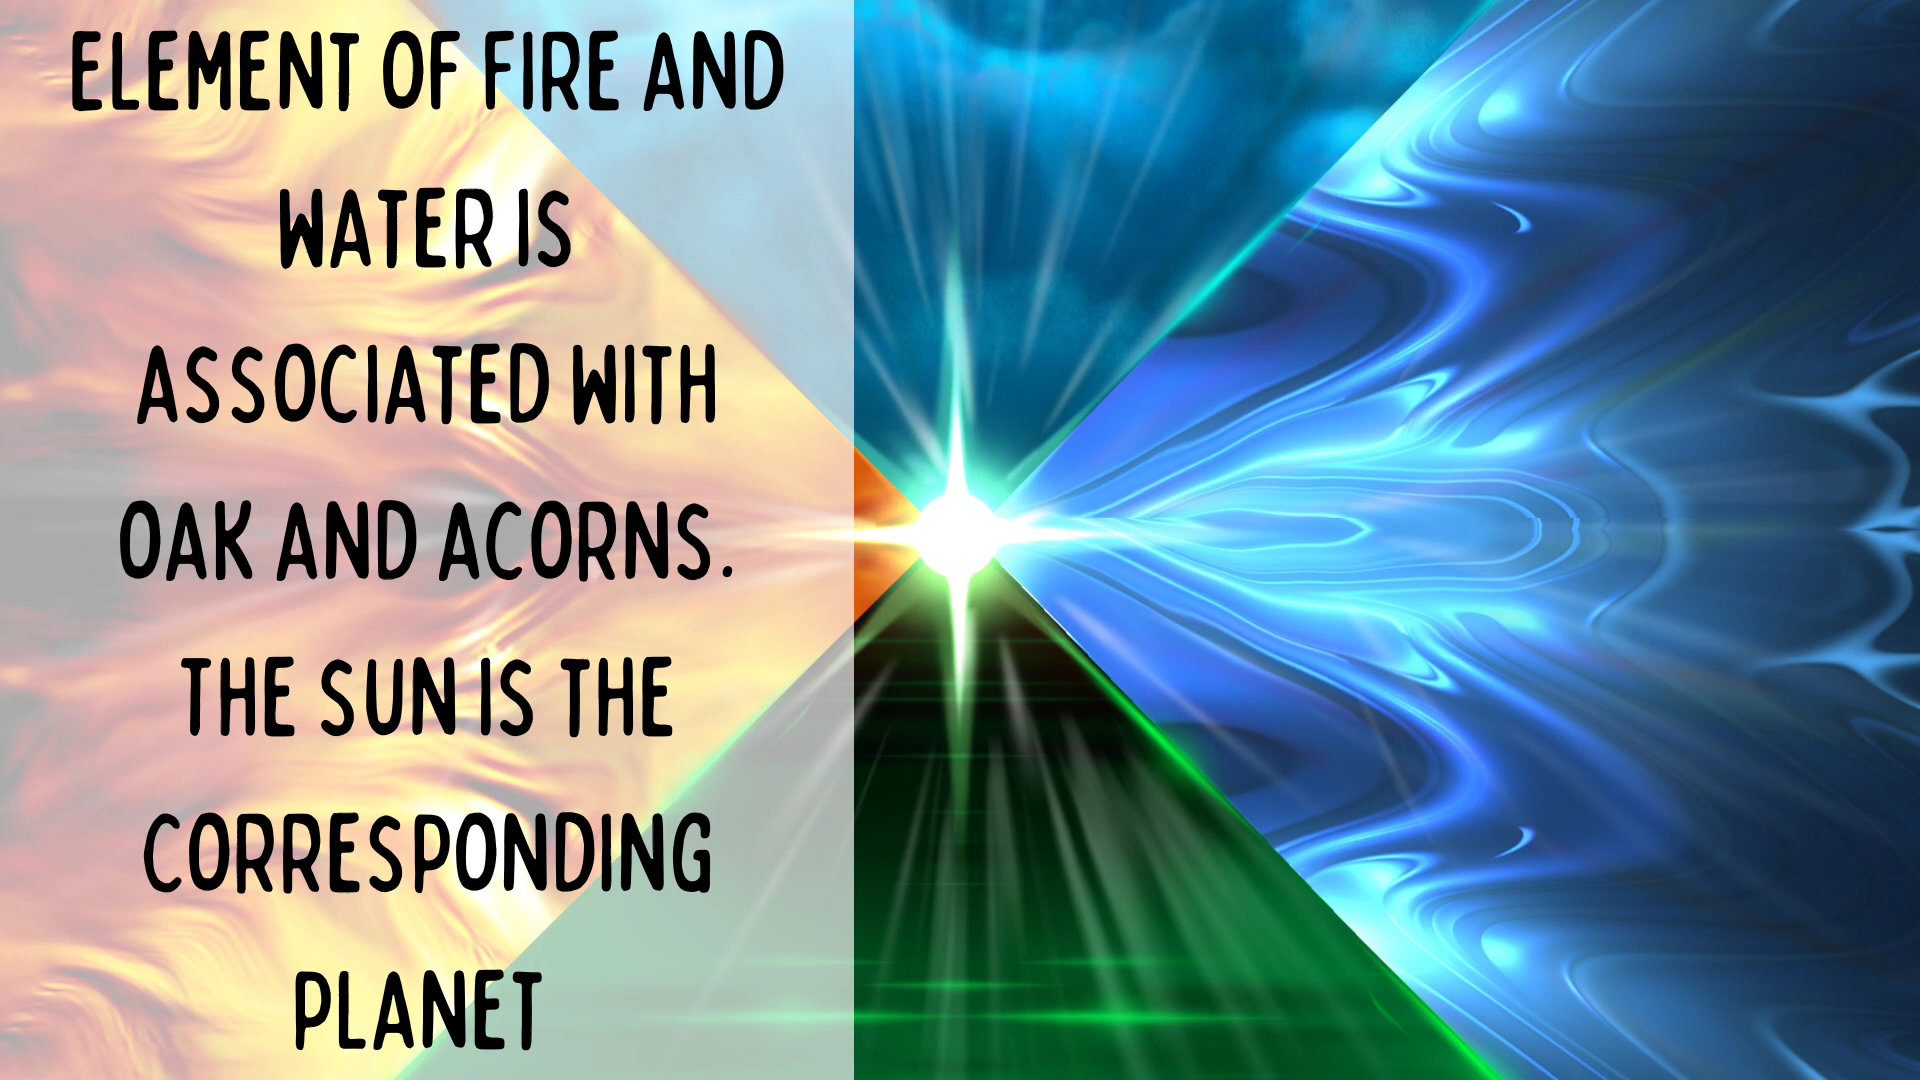 ELEMENT OF FIRE AND
WATER IS
ASSOCIATED WITH
OAK AND ACORNS.
THE SUN IS THE
CORRESPONDING
PLANET